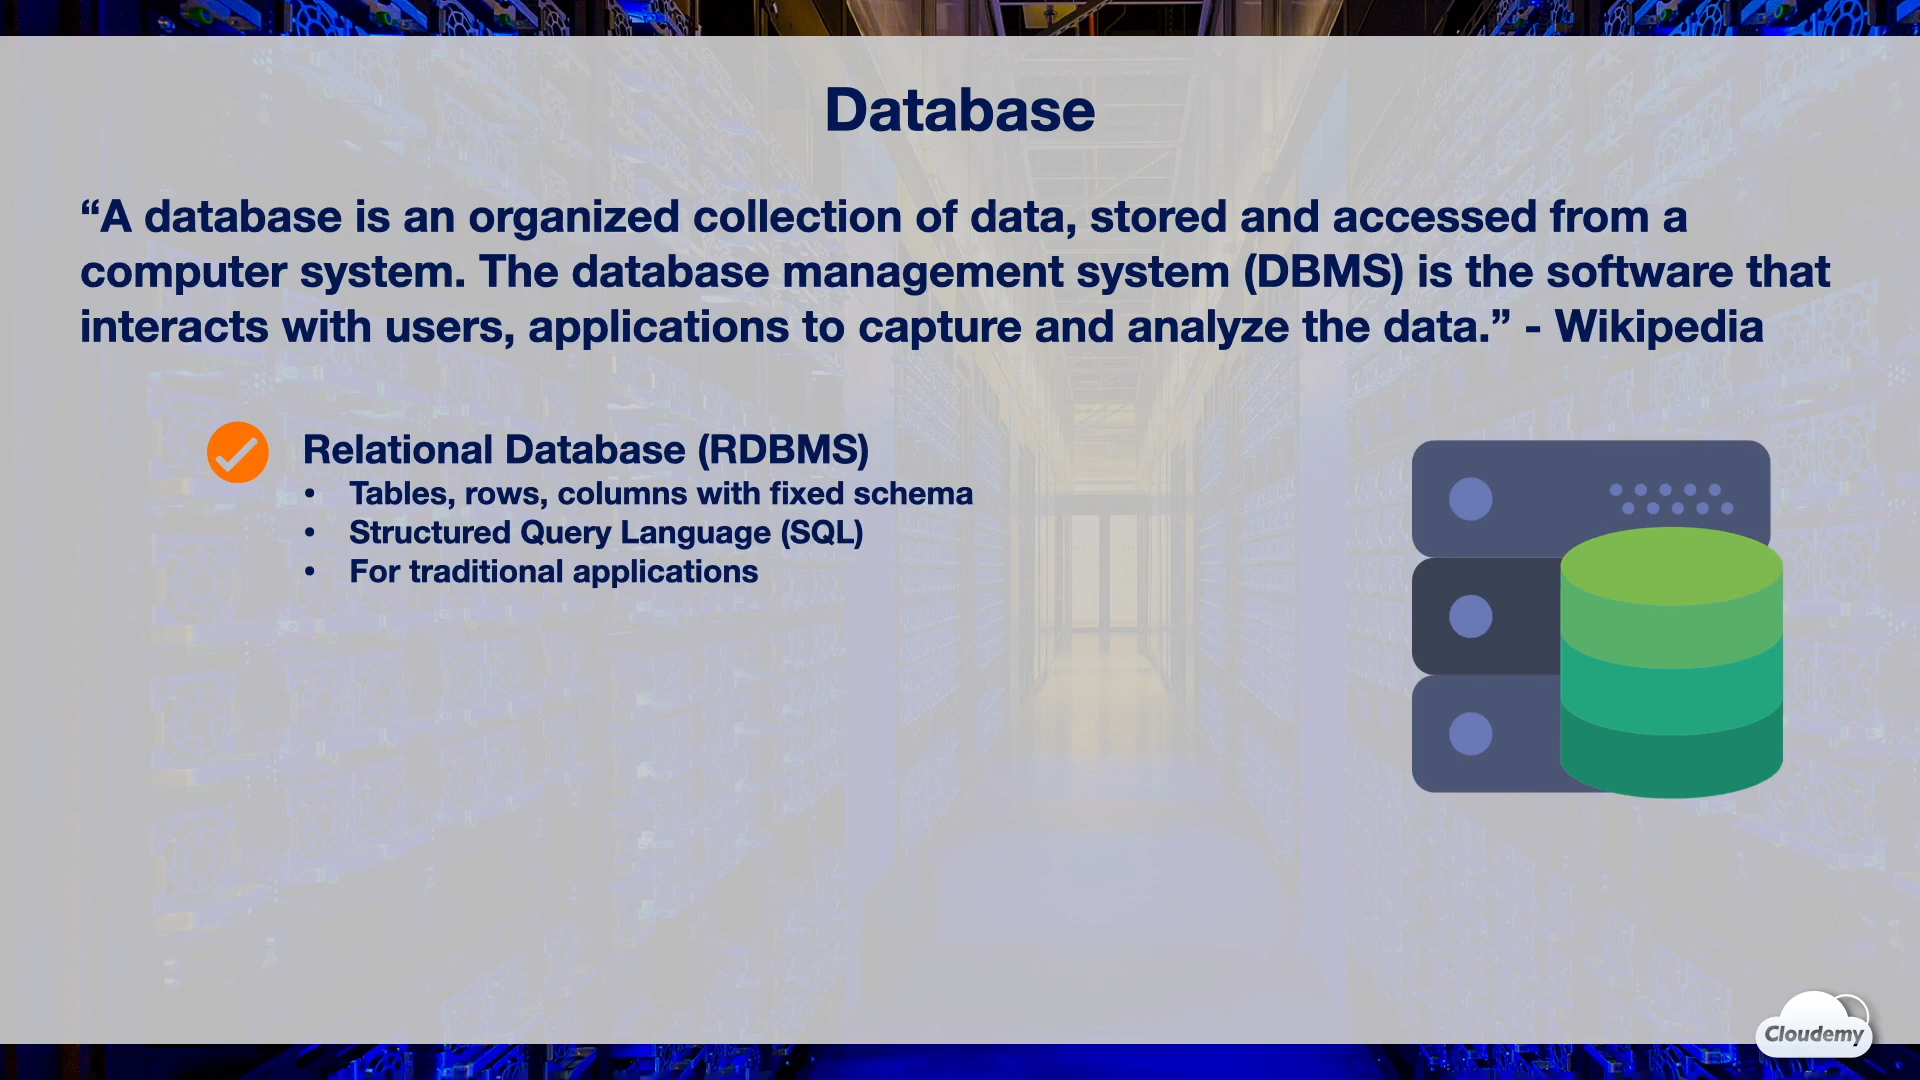 Database
“A database is an organized collection of data, stored and accessed from a
computer system. The database management system (DBMS) is the software that
interacts with users, applications to capture and analyze the data.” - Wikipedia
Relational Database (RDBMS)
• Tables, rows, columns with fixed schema
• Structured Query Language (SQL)
• For traditional applications
Cloudemy